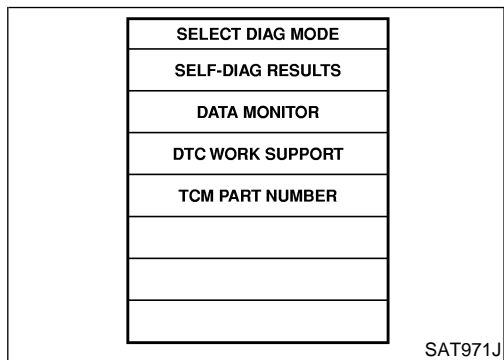 SELECT DIAG MODE
SELF-DIAG RESULTS
DATA MONITOR
DTC WORK SUPPORT
TCM PART NUMBER
SAT971J